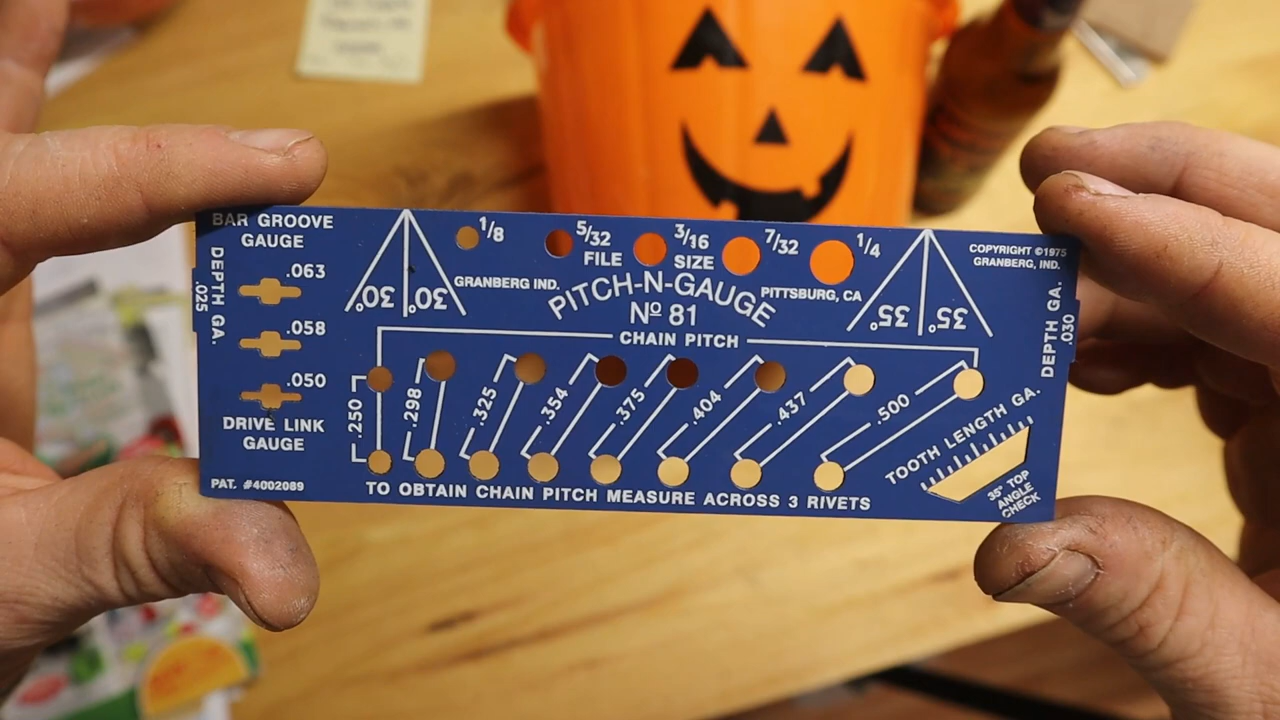 BAR GROOVE
GAUGE
DEPTH GA.
.025
.063
.058
.050
DRIVE LINK
GAUGE
PAT. #4002089
30°
30°
1/8
5/32
3/16
7/32
1/4
FILE SIZE
GRANBERG IND.
PITCH-N-GAUGE
PITTSBURG, CA
Nº 81
35°
35°
COPYRIGHT ©1975
GRANBERG, IND.
DEPTH GA.
.030
CHAIN PITCH
.250
.298
.325
.354
.375
.404
.437
.500
TOOTH LENGTH GA.
35° TOP
ANGLE
CHECK
TO OBTAIN CHAIN PITCH MEASURE ACROSS 3 RIVETS